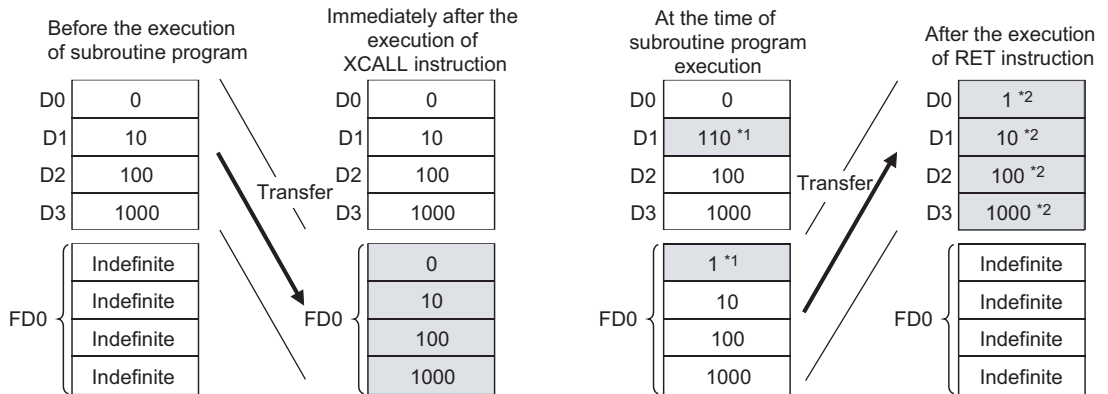 Before the execution
of subroutine program
D0 0
D1 10
D2 100
D3 1000
FD0
Indefinite
Indefinite
Indefinite
Indefinite
Transfer
Immediately after the
execution of
XCALL instruction
D0 0
D1 10
D2 100
D3 1000
FD0
0
10
100
1000
At the time of
subroutine program
execution
D0 0
D1 110 *1
D2 100
D3 1000
FD0
1 *1
10
100
1000
Transfer
After the execution
of RET instruction
D0 1 *2
D1 10 *2
D2 100 *2
D3 1000 *2
FD0
Indefinite
Indefinite
Indefinite
Indefinite